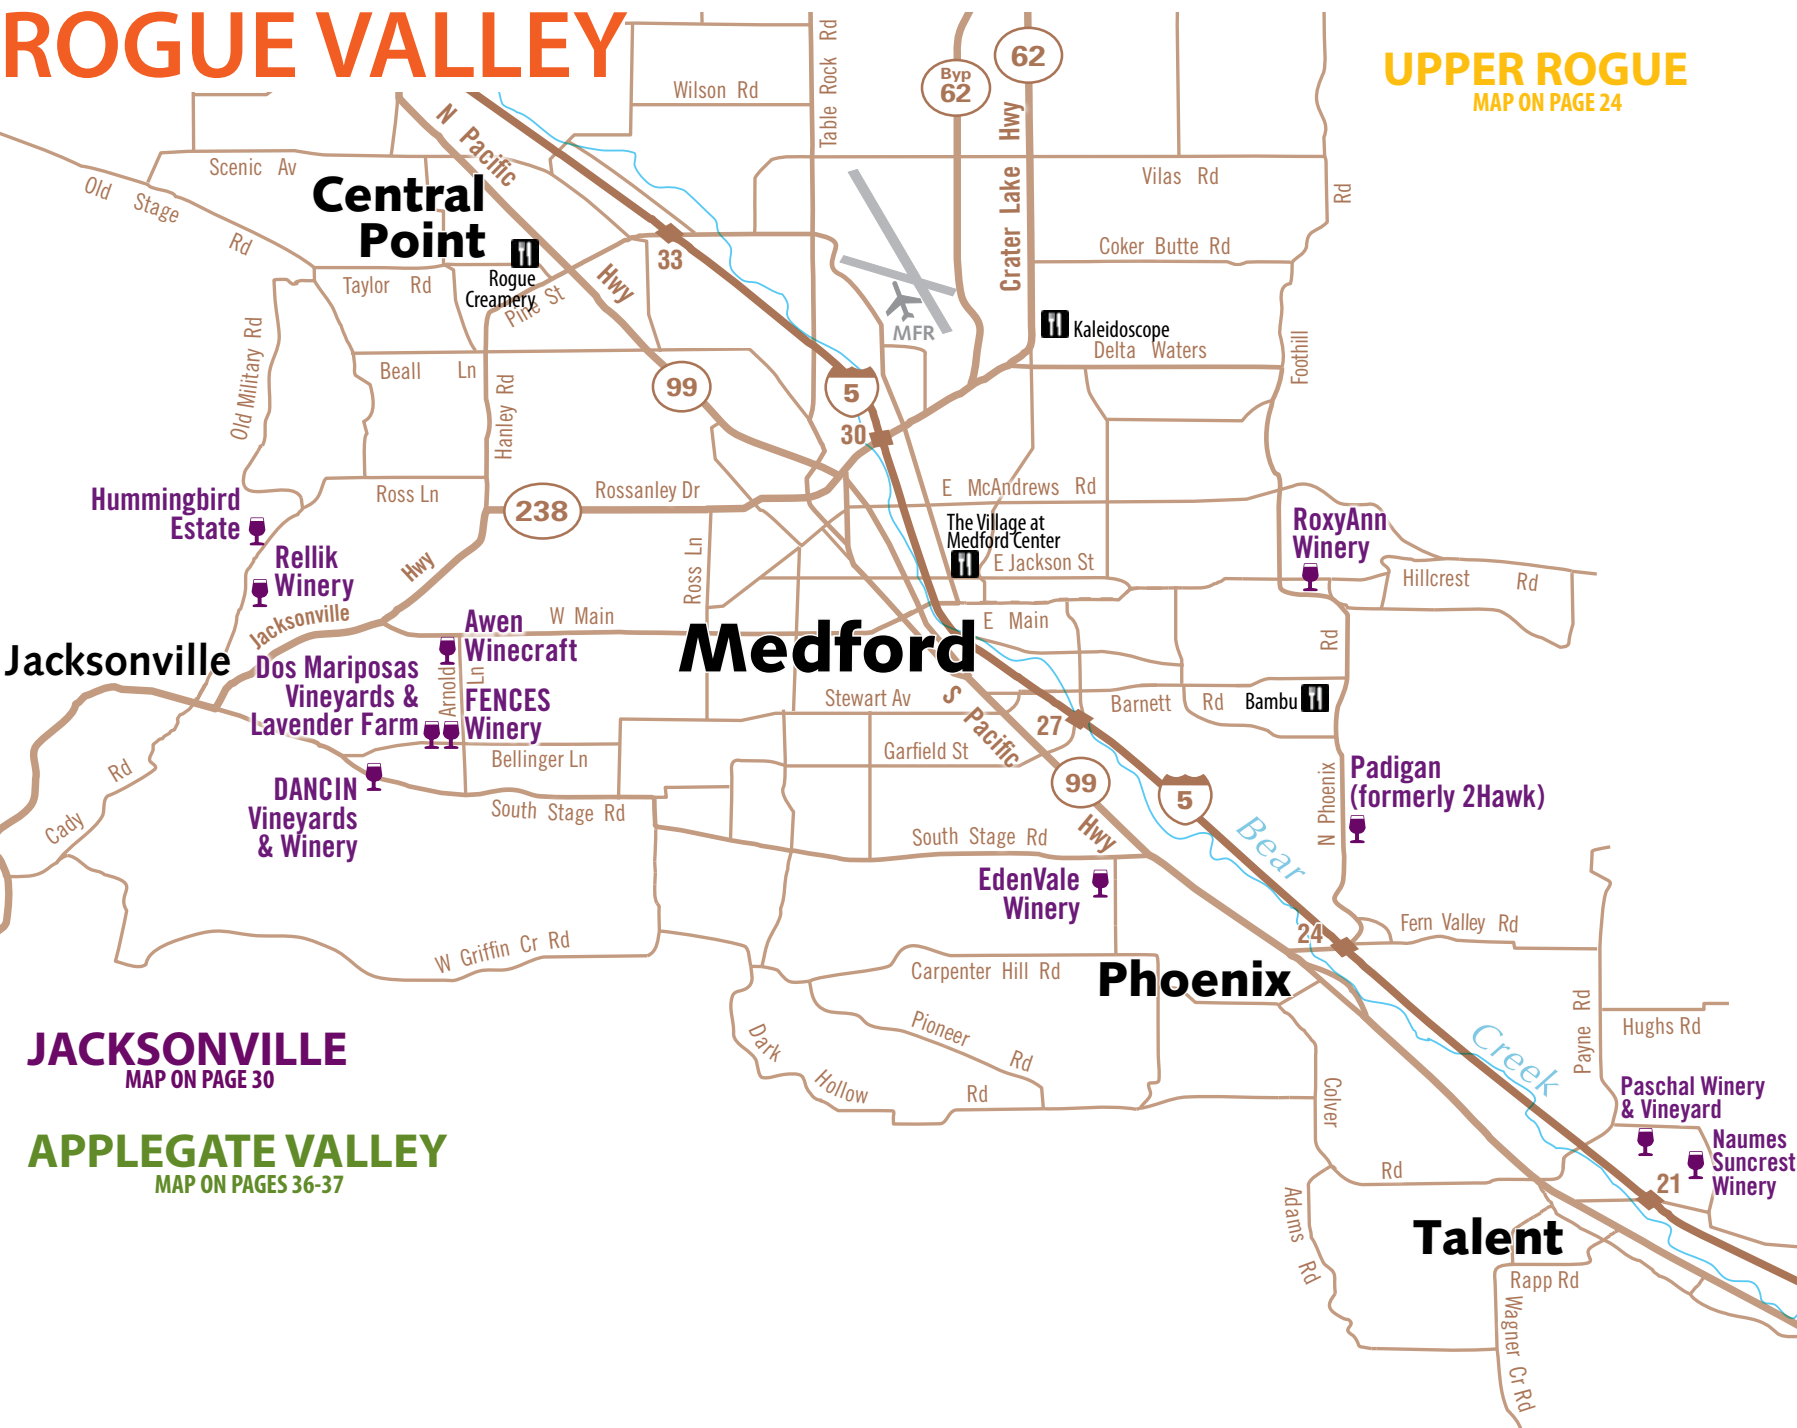 ROGUE VALLEY
UPPER ROGUE
MAP ON PAGE 24
Byp
62
62
Wilson Rd
Table Rock Rd
Crater Lake Hwy
N Pacific
Hwy
Scenic Av
Old Stage
Rd
Central
Point
Vilas Rd
Rd
Coker Butte Rd
33
Rogue
Creamery
Taylor Rd
Pine St
MFR
Kaleidoscope
Delta Waters
Foothill
Old Military Rd
Beall Ln
Hanley Rd
99
5
30
Ross Ln
Rossanley Dr
238
E McAndrews Rd
Hummingbird
Estate
Rellik
Winery
The Village at
Medford Center
E Jackson St
RoxyAnn
Winery
Hillcrest Rd
Hwy
Jacksonville
Ross Ln
W Main
E Main
Rd
Awen
Winecraft
Medford
Jacksonville
Dos Mariposas
Vineyards &
Lavender Farm
Arnold
Ln
FENCES
Winery
Stewart Av
S Pacific
Hwy
27
Barnett Rd
Bambu
Bellinger Ln
Garfield St
99
5
N Phoenix
Padigan
(formerly 2Hawk)
DANCIN
Vineyards
& Winery
Cady
Rd
South Stage Rd
South Stage Rd
Bear
EdenVale
Winery
24
Fern Valley Rd
W Griffin Cr Rd
Carpenter Hill Rd
Phoenix
Pioneer
Rd
Dark
Hollow
Rd
Creek
Payne Rd
Hughs Rd
JACKSONVILLE
MAP ON PAGE 30
Colver
Rd
Paschal Winery
& Vineyard
Naumes
Suncrest
Winery
APPLEGATE VALLEY
MAP ON PAGES 36-37
21
Adams
Rd
Talent
Rapp Rd
Wagner Cr Rd